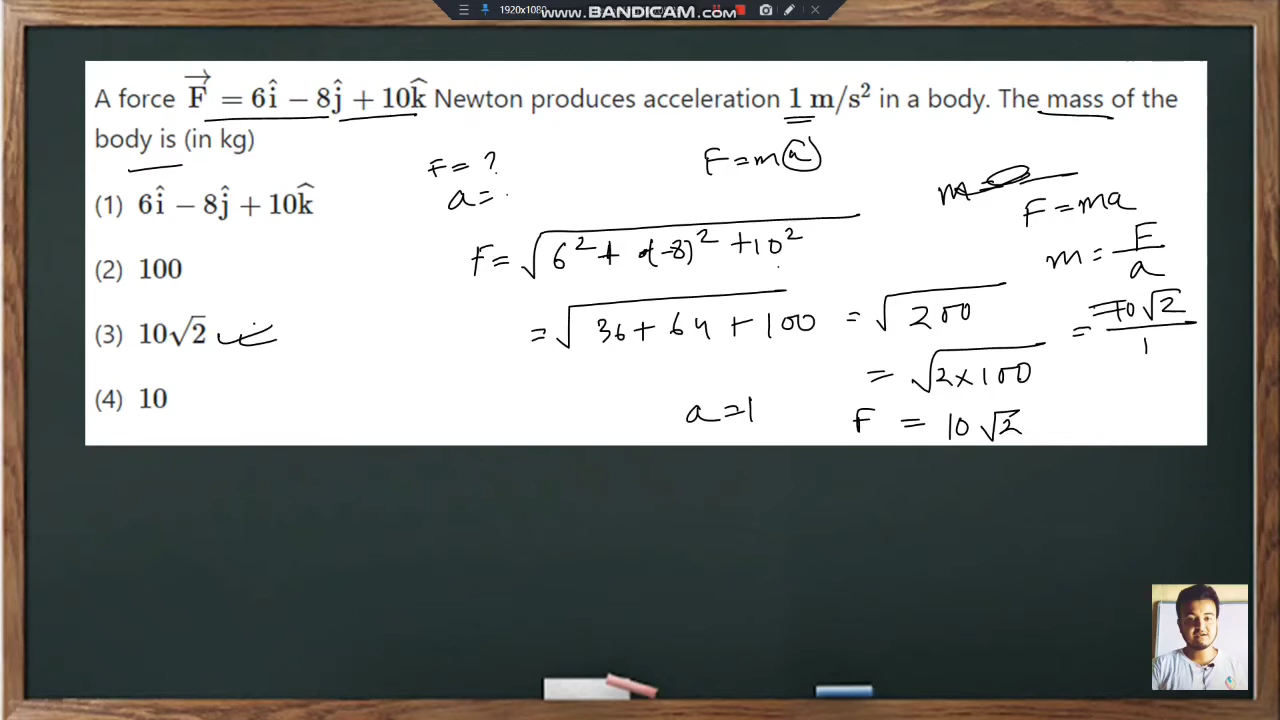 1920x1080
www.BANDICAM.com
A force F⃗ = 6î − 8ĵ + 10k̂ Newton produces acceleration 1 m/s² in a body. The mass of the
body is (in kg)
(1) 6î − 8ĵ + 10k̂
(2) 100
(3) 10√2
(4) 10
F = ?
a =
F = ma
F = √6² + (-8)² + 10²
= √36 + 64 + 100 = √200
= √2×100
a = 1 F = 10√2
m
F = ma
m = F/a
= 10√2/1